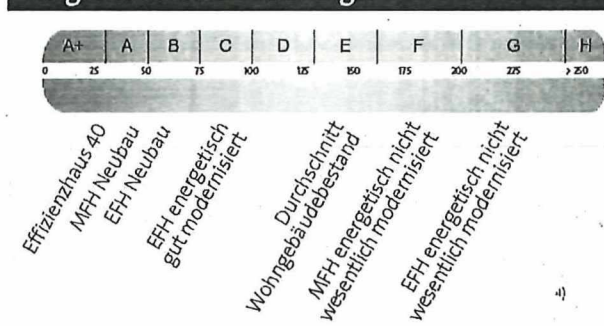 A+ A B C D E F G H
0 25 50 75 100 125 150 175 200 225 >250
Effizienzhaus 40
MFH Neubau
EFH Neubau
EFH energetisch
gut modernisiert
Durchschnitt
Wohngebäudebestand
MFH energetisch nicht
wesentlich modernisiert
EFH energetisch nicht
wesentlich modernisiert
4)